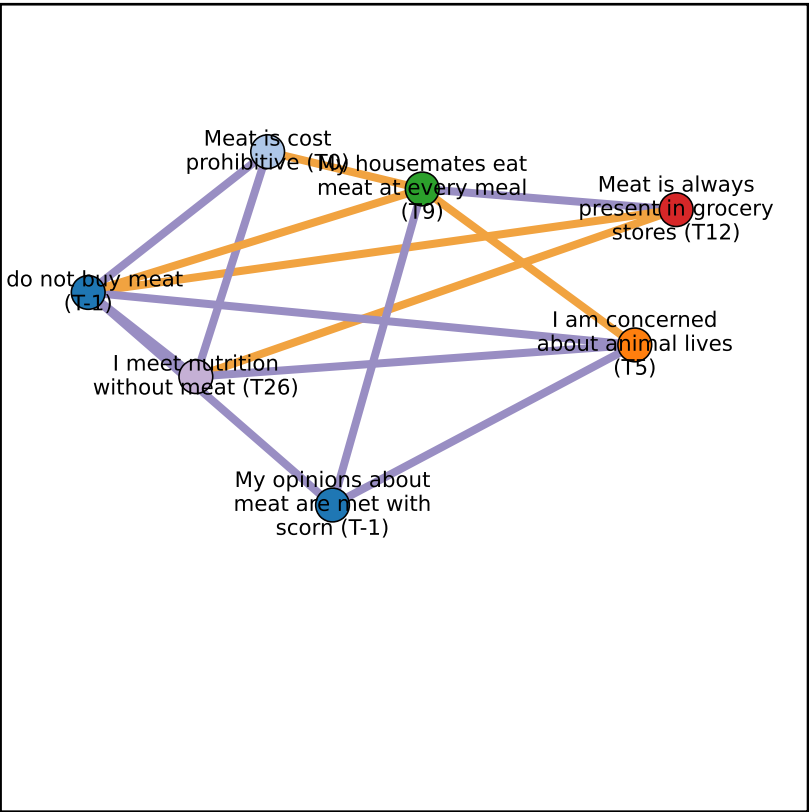 Meat is cost
prohibitive (T0)
My housemates eat
meat at every meal
(T9)
Meat is always
present in grocery
stores (T12)
do not buy meat
(T-1)
I am concerned
about animal lives
(T5)
I meet nutrition
without meat (T26)
My opinions about
meat are met with
scorn (T-1)